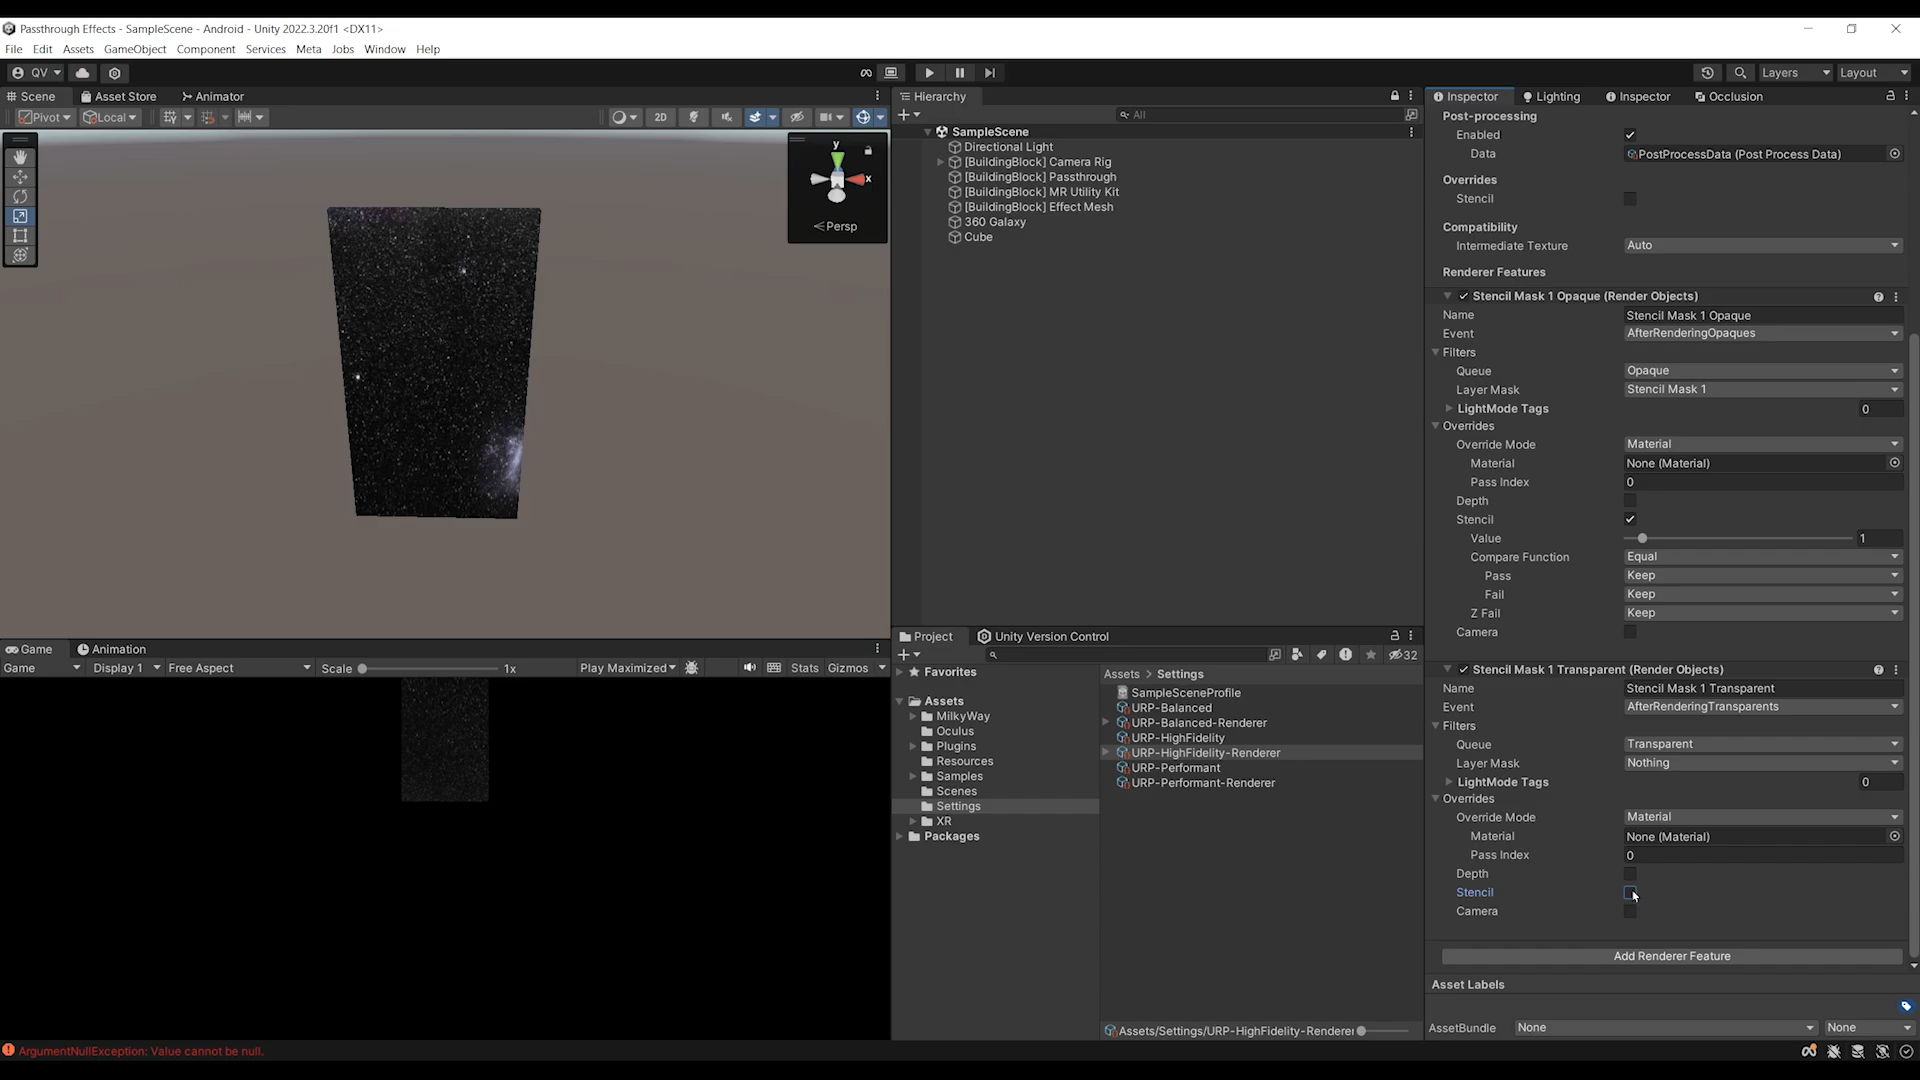 Passthrough Effects - SampleScene - Android - Unity 2022.3.20f1 <DX11>
File Edit Assets GameObject Component Services Meta Jobs Window Help
QV Layers Layout
Scene Asset Store Animator
Pivot Local 2D
y
x
Persp
Game Animation
Game Display 1 Free Aspect Scale 1x Play Maximized Stats Gizmos
Hierarchy
All
SampleScene
Directional Light
[BuildingBlock] Camera Rig
[BuildingBlock] Passthrough
[BuildingBlock] MR Utility Kit
[BuildingBlock] Effect Mesh
360 Galaxy
Cube
Project Unity Version Control
32
Favorites
Assets
MilkyWay
Oculus
Plugins
Resources
Samples
Scenes
Settings
XR
Packages
Assets > Settings
SampleSceneProfile
URP-Balanced
URP-Balanced-Renderer
URP-HighFidelity
URP-HighFidelity-Renderer
URP-Performant
URP-Performant-Renderer
Assets/Settings/URP-HighFidelity-Renderer
Inspector Lighting Inspector Occlusion
Post-processing
Enabled
Data PostProcessData (Post Process Data)
Overrides
Stencil
Compatibility
Intermediate Texture Auto
Renderer Features
Stencil Mask 1 Opaque (Render Objects)
Name Stencil Mask 1 Opaque
Event AfterRenderingOpaques
Filters
Queue Opaque
Layer Mask Stencil Mask 1
LightMode Tags 0
Overrides
Override Mode Material
Material None (Material)
Pass Index 0
Depth
Stencil
Value 1
Compare Function Equal
Pass Keep
Fail Keep
Z Fail Keep
Camera
Stencil Mask 1 Transparent (Render Objects)
Name Stencil Mask 1 Transparent
Event AfterRenderingTransparents
Filters
Queue Transparent
Layer Mask Nothing
LightMode Tags 0
Overrides
Override Mode Material
Material None (Material)
Pass Index 0
Depth
Stencil
Camera
Add Renderer Feature
Asset Labels
AssetBundle None None
ArgumentNullException: Value cannot be null.